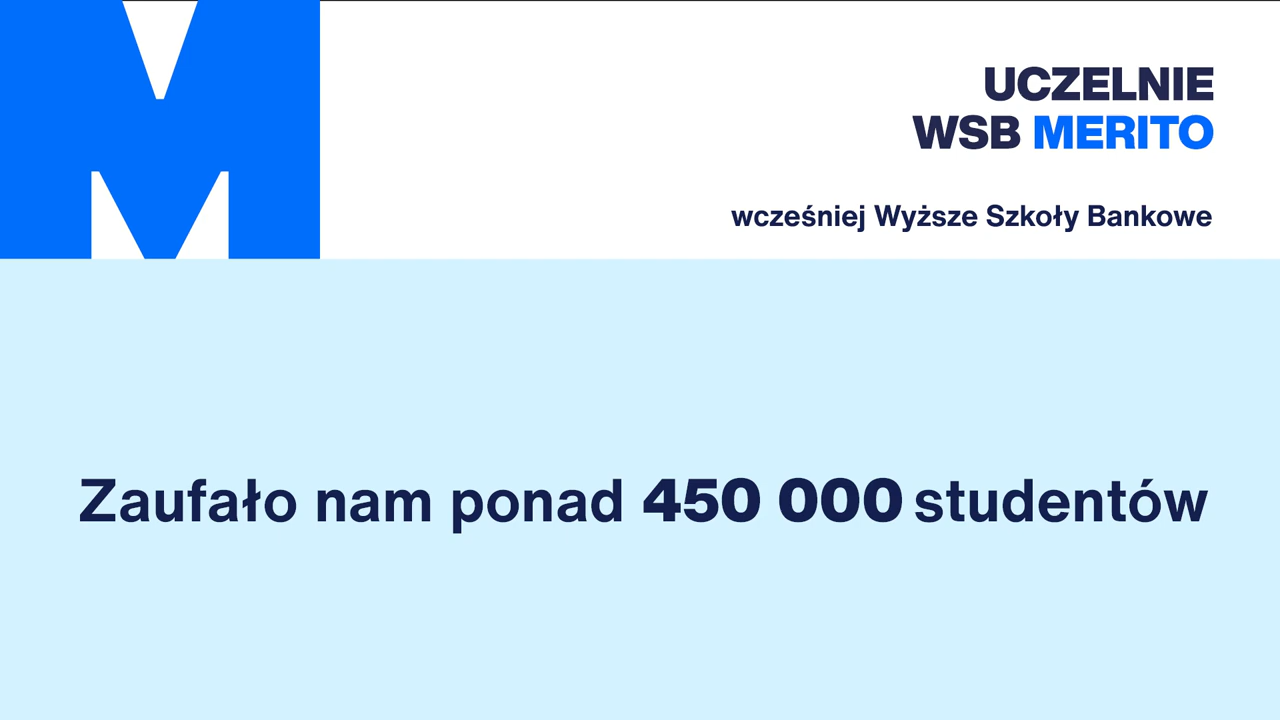 UCZELNIE
WSB MERITO
wcześniej Wyższe Szkoły Bankowe
Zaufało nam ponad 450 000 studentów